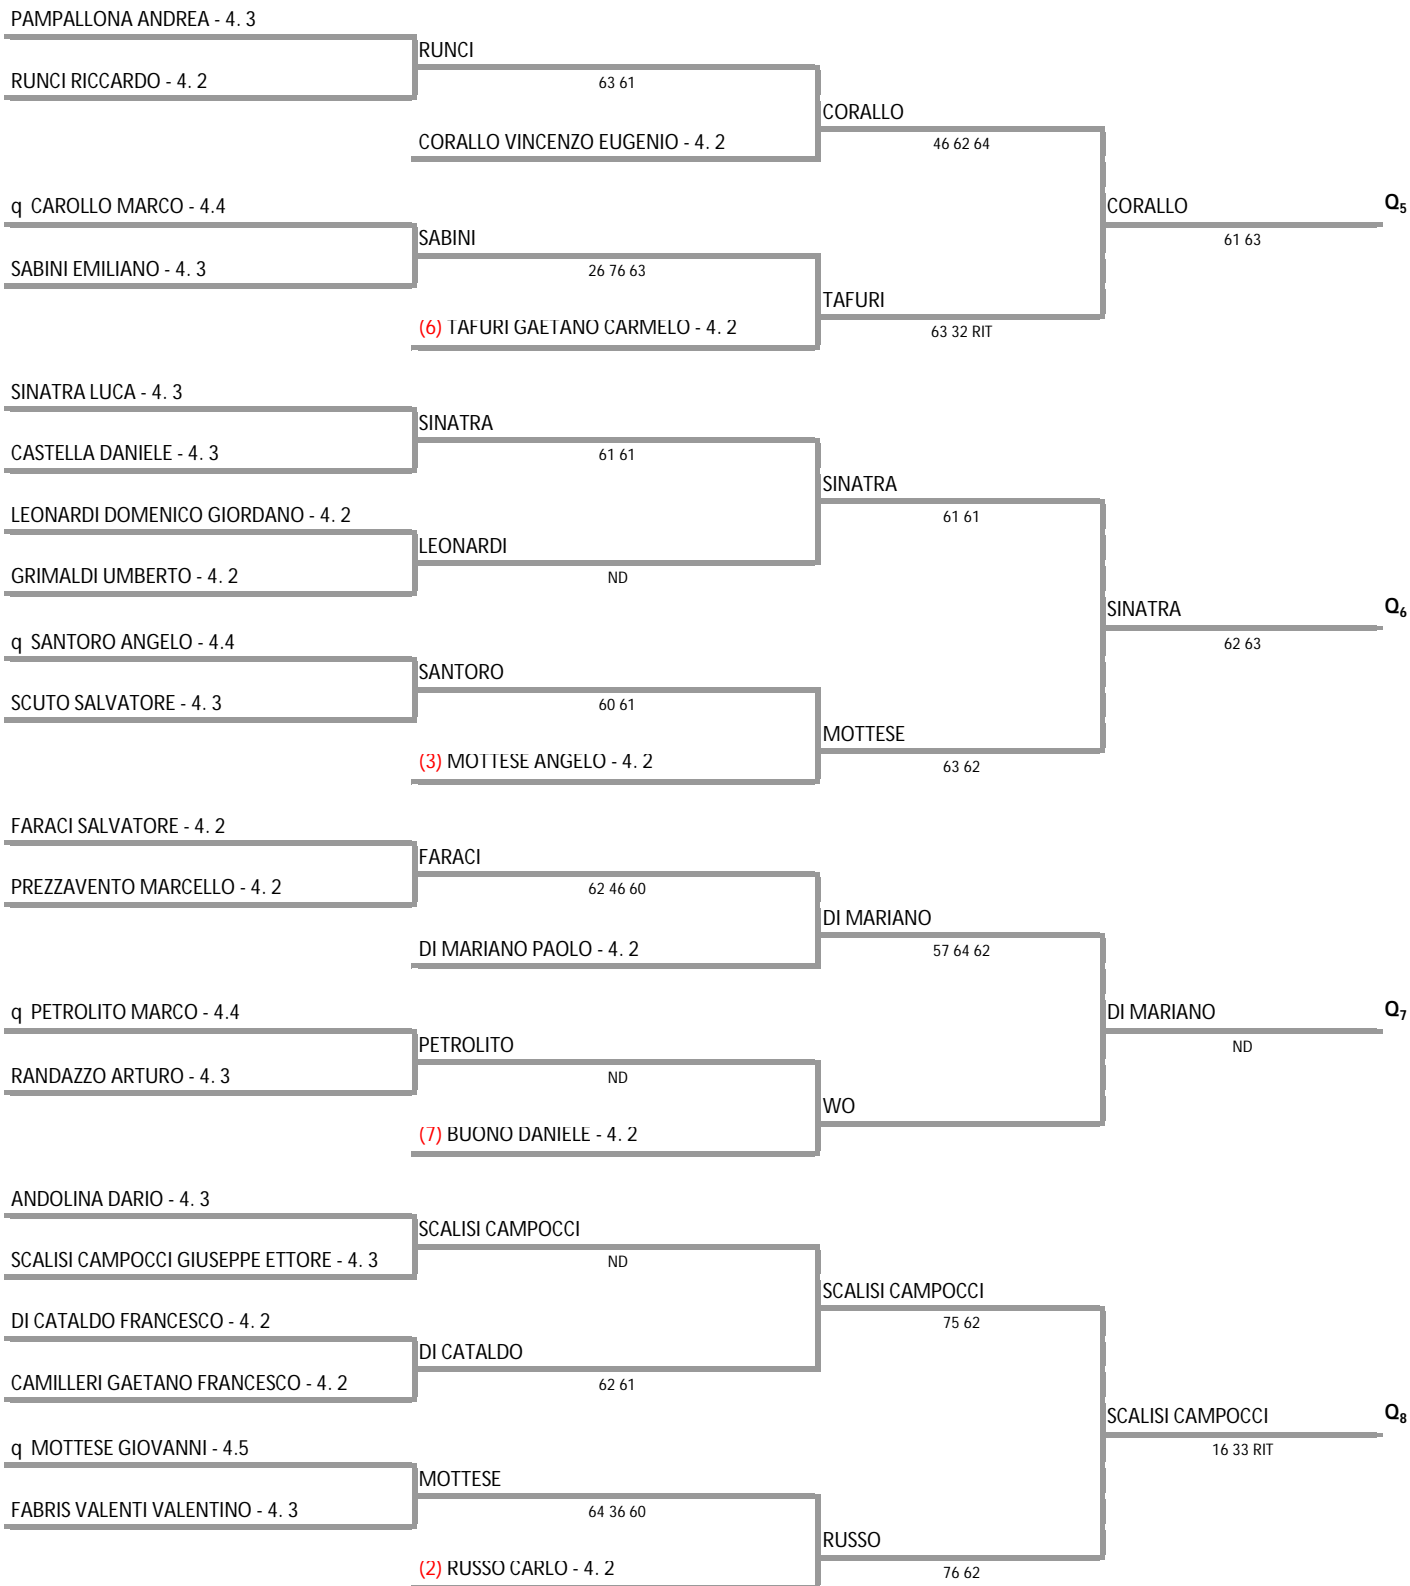 PAMPALLONA ANDREA - 4. 3
RUNCI
RUNCI RICCARDO - 4. 2
63 61
CORALLO
CORALLO VINCENZO EUGENIO - 4. 2
46 62 64
q CAROLLO MARCO - 4.4
CORALLO
Q5
SABINI
61 63
SABINI EMILIANO - 4. 3
26 76 63
TAFURI
(6) TAFURI GAETANO CARMELO - 4. 2
63 32 RIT
SINATRA LUCA - 4. 3
SINATRA
CASTELLA DANIELE - 4. 3
61 61
SINATRA
LEONARDI DOMENICO GIORDANO - 4. 2
61 61
LEONARDI
GRIMALDI UMBERTO - 4. 2
ND
SINATRA
Q6
q SANTORO ANGELO - 4.4
62 63
SANTORO
SCUTO SALVATORE - 4. 3
60 61
MOTTESE
(3) MOTTESE ANGELO - 4. 2
63 62
FARACI SALVATORE - 4. 2
FARACI
PREZZAVENTO MARCELLO - 4. 2
62 46 60
DI MARIANO
DI MARIANO PAOLO - 4. 2
57 64 62
q PETROLITO MARCO - 4.4
DI MARIANO
Q7
PETROLITO
ND
RANDAZZO ARTURO - 4. 3
ND
WO
(7) BUONO DANIELE - 4. 2
ANDOLINA DARIO - 4. 3
SCALISI CAMPOCCI
SCALISI CAMPOCCI GIUSEPPE ETTORE - 4. 3
ND
SCALISI CAMPOCCI
DI CATALDO FRANCESCO - 4. 2
75 62
DI CATALDO
CAMILLERI GAETANO FRANCESCO - 4. 2
62 61
SCALISI CAMPOCCI
Q8
q MOTTESE GIOVANNI - 4.5
16 33 RIT
MOTTESE
FABRIS VALENTI VALENTINO - 4. 3
64 36 60
RUSSO
(2) RUSSO CARLO - 4. 2
76 62